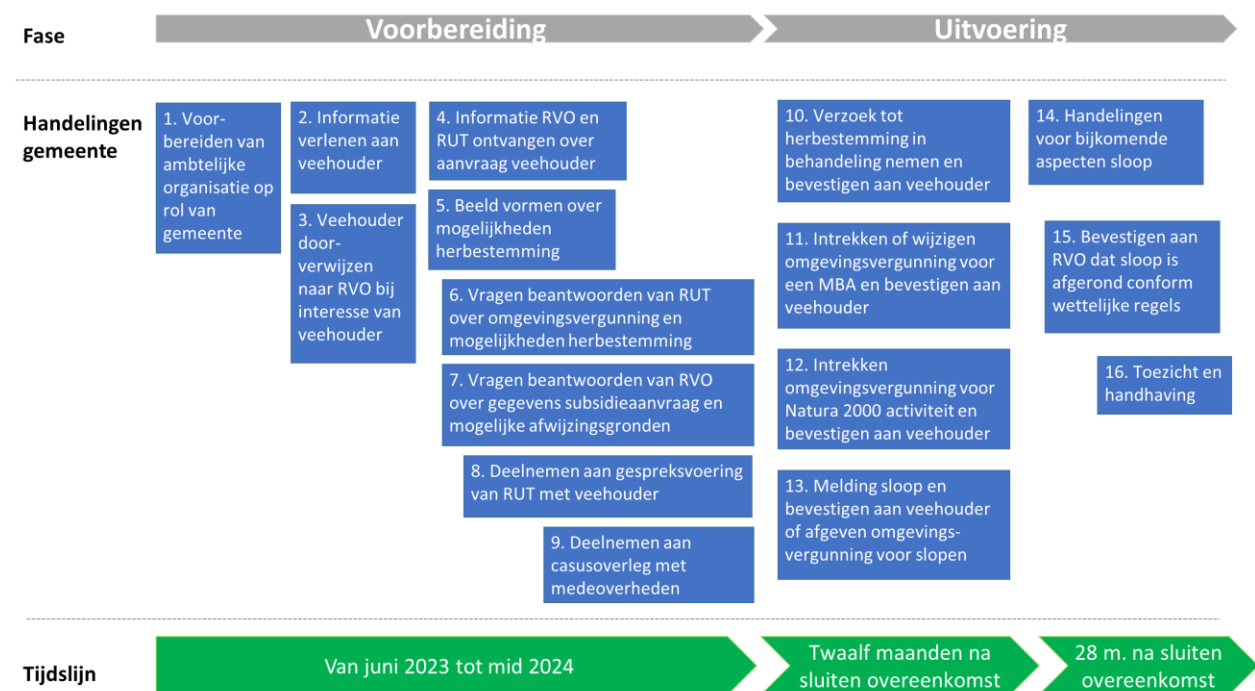 Fase
Voorbereiding
Uitvoering
Handelingen
gemeente
1. Voor-
bereiden van
ambtelijke
organisatie op
rol van
gemeente
2. Informatie
verlenen aan
veehouder
3. Veehouder
door-
verwijzen
naar RVO bij
interesse van
veehouder
4. Informatie RVO en
RUT ontvangen over
aanvraag veehouder
5. Beeld vormen over
mogelijkheden
herbestemming
6. Vragen beantwoorden van RUT
over omgevingsvergunning en
mogelijkheden herbestemming
7. Vragen beantwoorden van RVO
over gegevens subsidieaanvraag en
mogelijke afwijzingsgronden
8. Deelnemen aan gespreksvoering
van RUT met veehouder
9. Deelnemen aan
casusoverleg met
medeoverheden
10. Verzoek tot
herbestemming in
behandeling nemen en
bevestigen aan veehouder
11. Intrekken of wijzigen
omgevingsvergunning voor
een MBA en bevestigen aan
veehouder
12. Intrekken
omgevingsvergunning voor
Natura 2000 activiteit en
bevestigen aan veehouder
13. Melding sloop en
bevestigen aan veehouder
of afgeven omgevings-
vergunning voor slopen
14. Handelingen
voor bijkomende
aspecten sloop
15. Bevestigen aan
RVO dat sloop is
afgerond conform
wettelijke regels
16. Toezicht en
handhaving
Tijdslijn
Van juni 2023 tot mid 2024
Twaalf maanden na
sluiten overeenkomst
28 m. na sluiten
overeenkomst